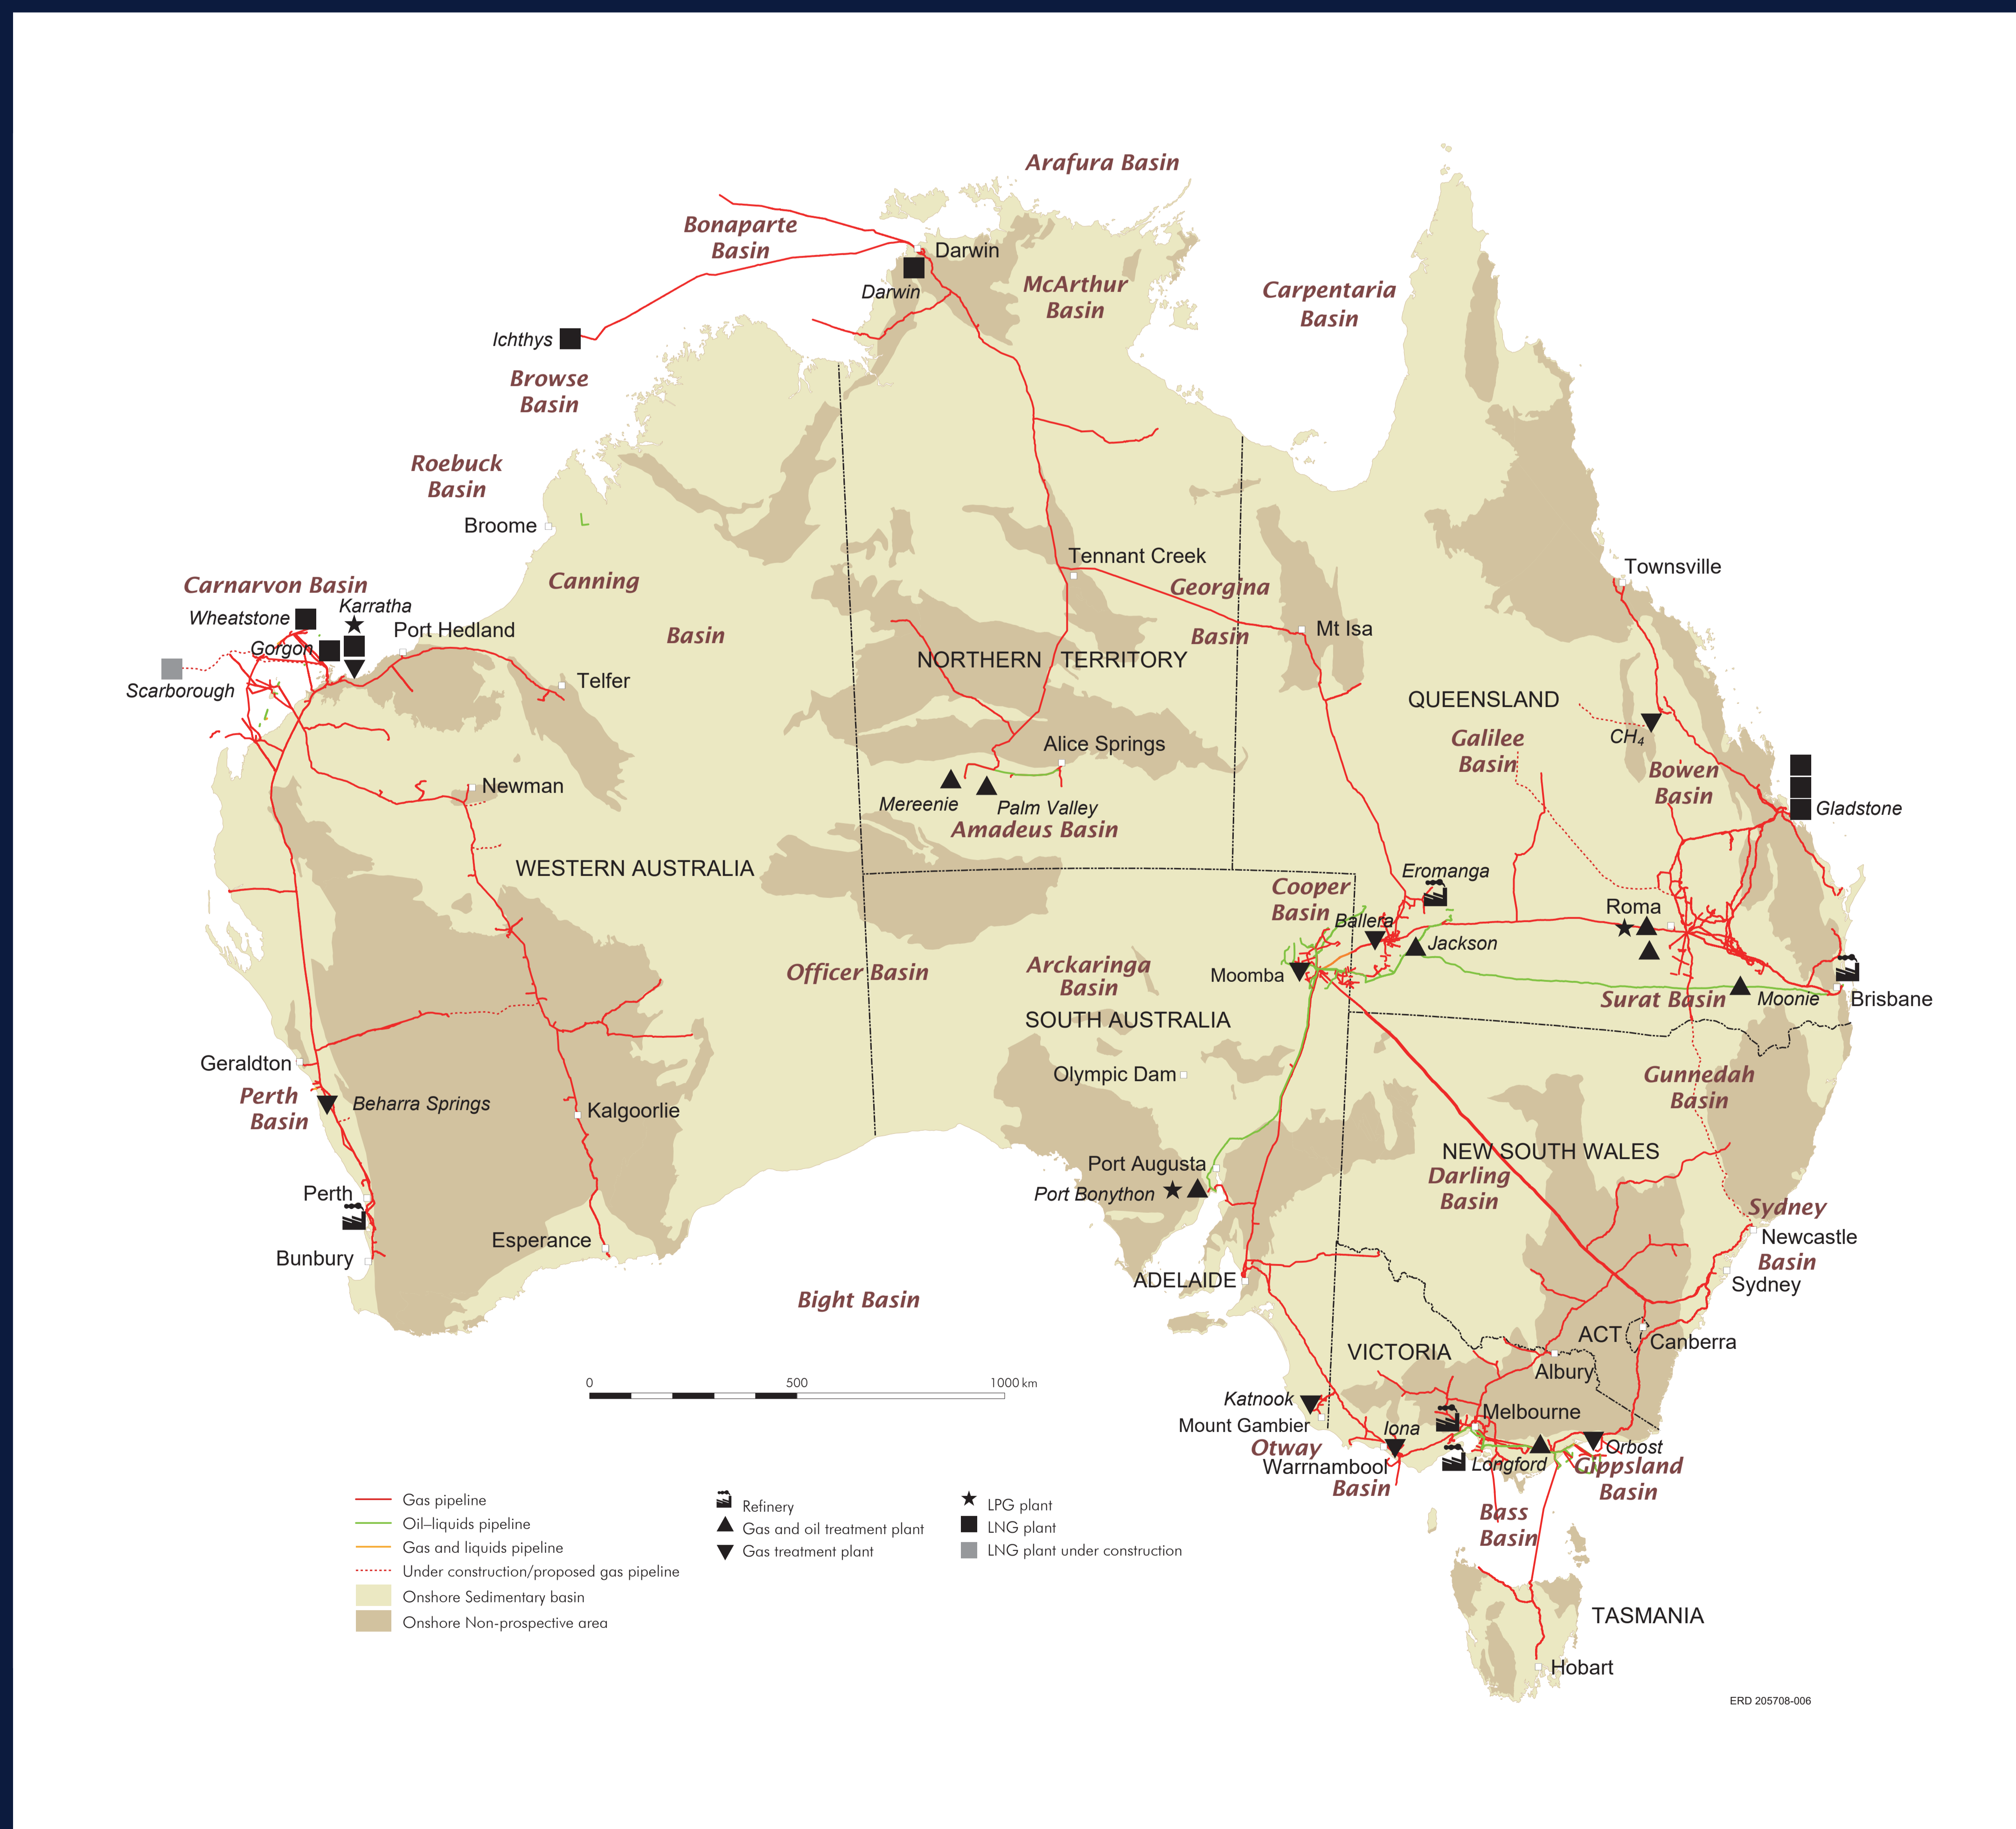 Arafura Basin
Bonaparte
Basin
Darwin
Darwin
McArthur
Basin
Carpentaria
Basin
Ichthys
Browse
Basin
Roebuck
Basin
Broome
Tennant Creek
Townsville
Carnarvon Basin
Canning
Basin
Georgina
Basin
Wheatstone
Karratha
Port Hedland
Gorgon
Mt Isa
NORTHERN TERRITORY
Scarborough
Telfer
QUEENSLAND
CH4
Galilee
Basin
Alice Springs
Bowen
Basin
Newman
Mereenie
Palm Valley
Gladstone
Amadeus Basin
WESTERN AUSTRALIA
Eromanga
Cooper
Basin
Ballera
Roma
Jackson
Officer Basin
Arckaringa
Basin
Moomba
Surat Basin
Moonie
Brisbane
SOUTH AUSTRALIA
Geraldton
Olympic Dam
Gunnedah
Basin
Perth
Basin
Beharra Springs
Kalgoorlie
NEW SOUTH WALES
Port Augusta
Darling
Basin
Perth
Port Bonython
Sydney
Basin
Newcastle
Esperance
Bunbury
ADELAIDE
Sydney
Bight Basin
ACT
Canberra
VICTORIA
Albury
0 500 1000 km
Katnook
Mount Gambier
Iona
Melbourne
Otway
Basin
Warrnambool
Longford
Orbost
Gippsland
Basin
Bass
Basin
TASMANIA
Hobart
Gas pipeline
Oil–liquids pipeline
Gas and liquids pipeline
Under construction/proposed gas pipeline
Onshore Sedimentary basin
Onshore Non-prospective area
Refinery
Gas and oil treatment plant
Gas treatment plant
LPG plant
LNG plant
LNG plant under construction
ERD 205708-006